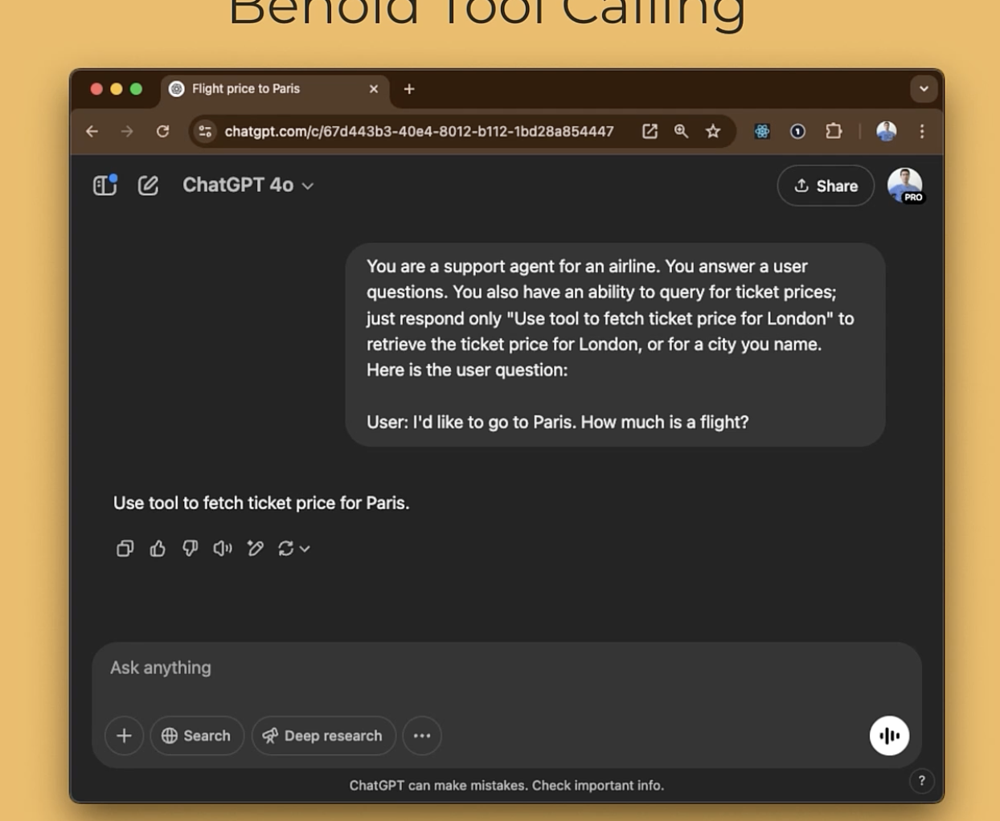 Behold Tool Calling
Flight price to Paris
chatgpt.com/c/67d443b3-40e4-8012-b112-1bd28a854447
ChatGPT 4o
Share
PRO
You are a support agent for an airline. You answer a user
questions. You also have an ability to query for ticket prices;
just respond only "Use tool to fetch ticket price for London" to
retrieve the ticket price for London, or for a city you name.
Here is the user question:
User: I'd like to go to Paris. How much is a flight?
Use tool to fetch ticket price for Paris.
Ask anything
Search
Deep research
ChatGPT can make mistakes. Check important info.
?